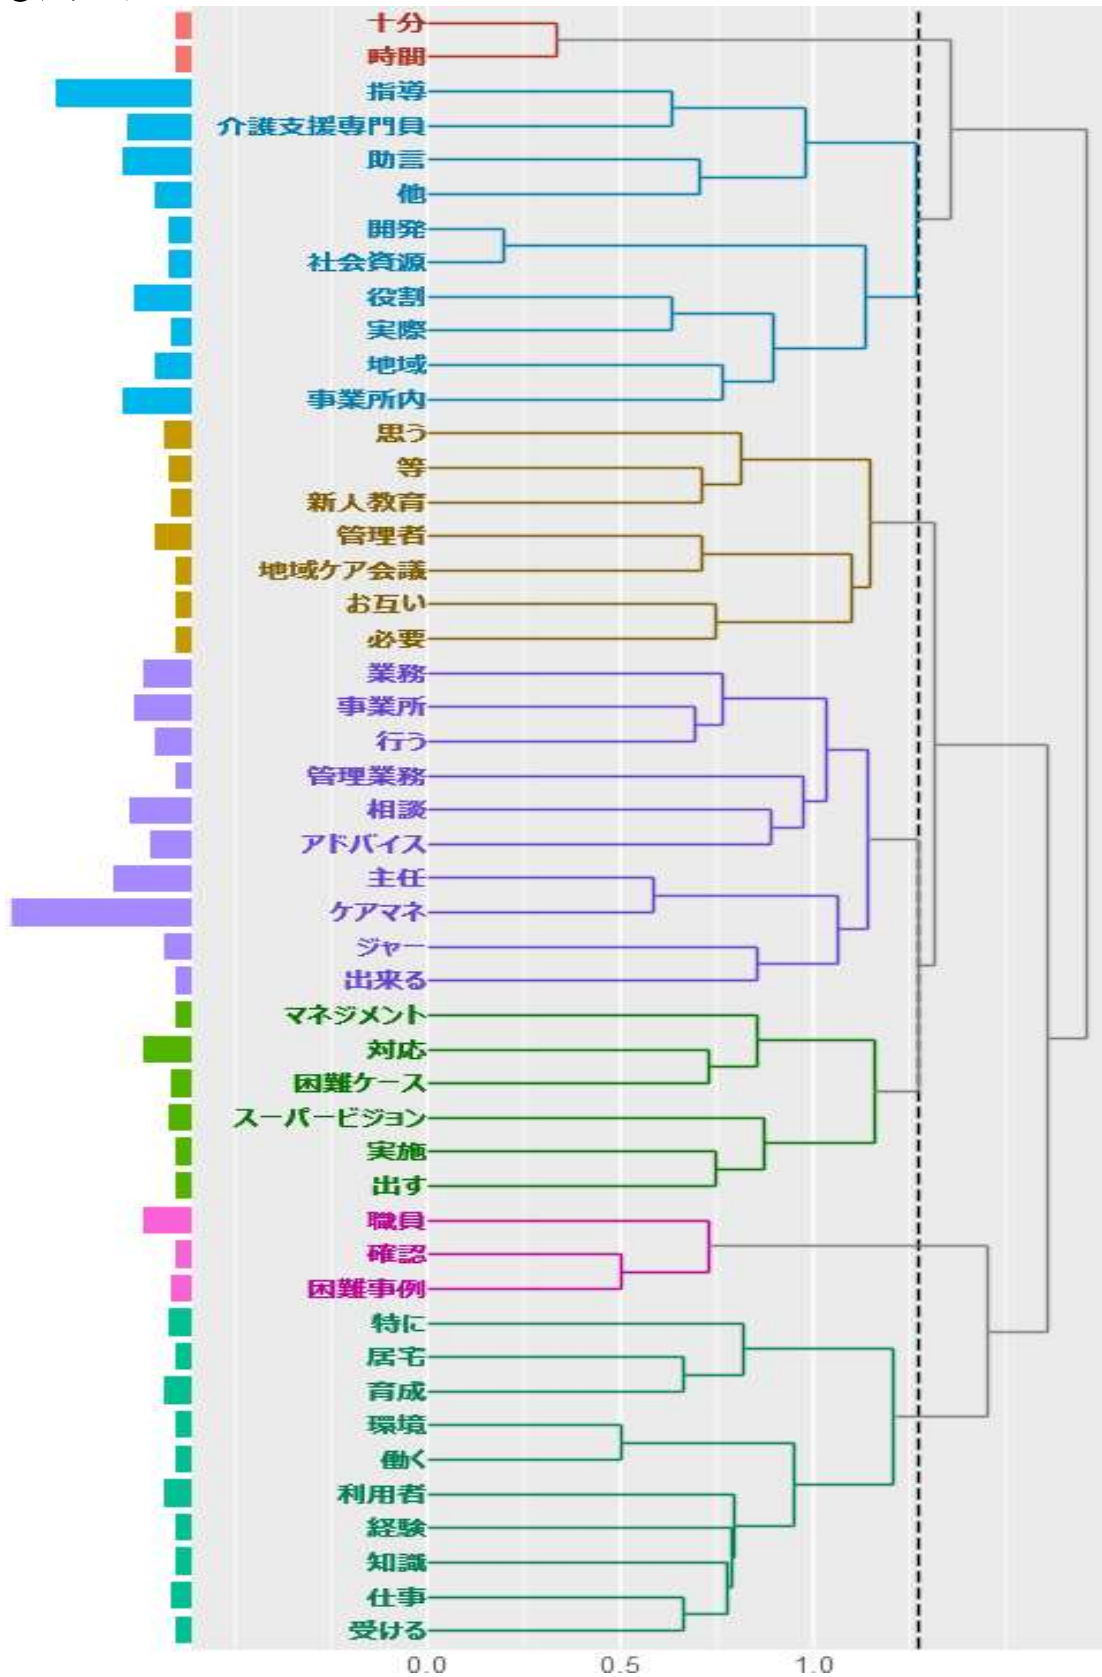 十分
時間
指導
介護支援専門員
助言
他
開発
社会資源
役割
実際
地域
事業所内
思う
等
新人教育
管理者
地域ケア会議
お互い
必要
業務
事業所
行う
管理業務
相談
アドバイス
主任
ケアマネ
ジャー
出来る
マネジメント
対応
困難ケース
スーパービジョン
実施
出す
職員
確認
困難事例
特に
居宅
育成
環境
働く
利用者
経験
知識
仕事
受ける
0.0 0.5 1.0